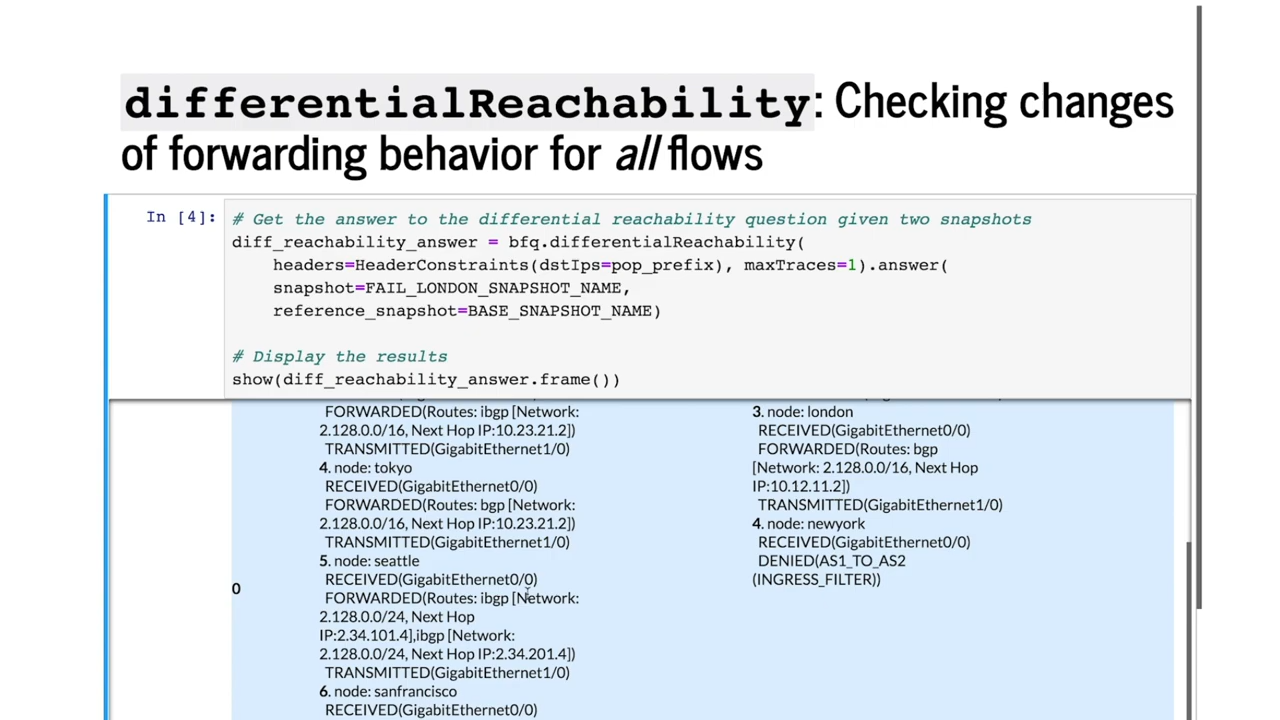 differentialReachability: Checking changes
of forwarding behavior for all flows
In [4]:
# Get the answer to the differential reachability question given two snapshots
diff_reachability_answer = bfq.differentialReachability(
headers=HeaderConstraints(dstIps=pop_prefix), maxTraces=1).answer(
snapshot=FAIL_LONDON_SNAPSHOT_NAME,
reference_snapshot=BASE_SNAPSHOT_NAME)
# Display the results
show(diff_reachability_answer.frame())
0
FORWARDED(Routes: ibgp [Network:
2.128.0.0/16, Next Hop IP:10.23.21.2])
TRANSMITTED(GigabitEthernet1/0)
4. node: tokyo
RECEIVED(GigabitEthernet0/0)
FORWARDED(Routes: bgp [Network:
2.128.0.0/16, Next Hop IP:10.23.21.2])
TRANSMITTED(GigabitEthernet1/0)
5. node: seattle
RECEIVED(GigabitEthernet0/0)
FORWARDED(Routes: ibgp [Network:
2.128.0.0/24, Next Hop
IP:2.34.101.4],ibgp [Network:
2.128.0.0/24, Next Hop IP:2.34.201.4])
TRANSMITTED(GigabitEthernet1/0)
6. node: sanfrancisco
RECEIVED(GigabitEthernet0/0)
3. node: london
RECEIVED(GigabitEthernet0/0)
FORWARDED(Routes: bgp
[Network: 2.128.0.0/16, Next Hop
IP:10.12.11.2])
TRANSMITTED(GigabitEthernet1/0)
4. node: newyork
RECEIVED(GigabitEthernet0/0)
DENIED(AS1_TO_AS2
(INGRESS_FILTER))